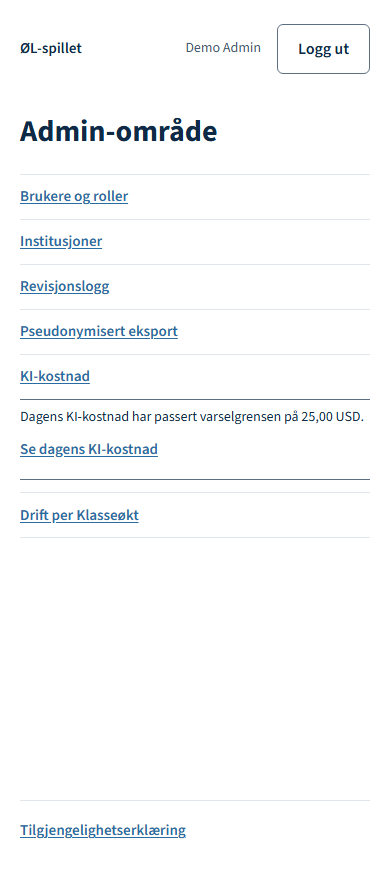 ØL-spillet
Demo Admin
Logg ut
Admin-område
Brukere og roller
Institusjoner
Revisjonslogg
Pseudonymisert eksport
KI-kostnad
Dagens KI-kostnad har passert varselgrensen på 25,00 USD.
Se dagens KI-kostnad
Drift per Klasseøkt
Tilgjengelighetserklæring